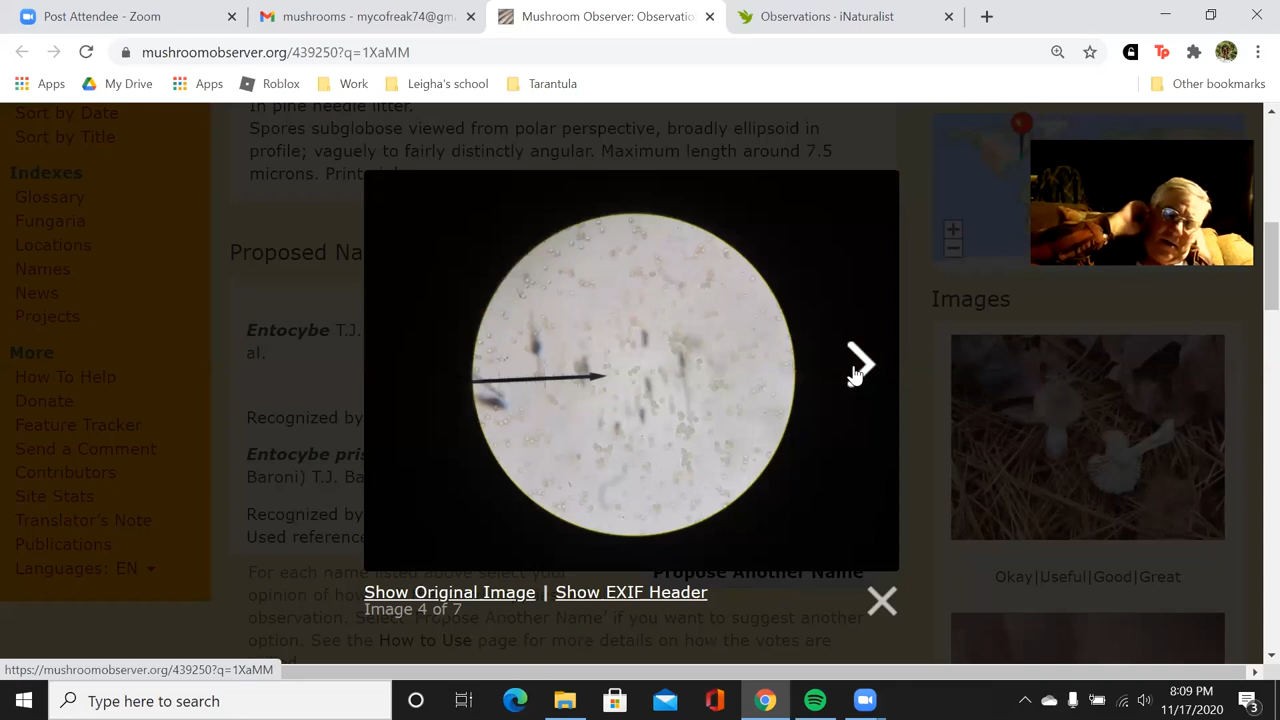 Post Attendee - Zoom
mushrooms - mycofreak74@gm
Mushroom Observer: Observatio
Observations · iNaturalist
mushroomobserver.org/439250?q=1XaMM
Apps
My Drive
Apps
Roblox
Work
Leigha's school
Tarantula
Other bookmarks
Sort by Date
Sort by Title
Indexes
Glossary
Fungaria
Locations
Names
News
Projects
More
How To Help
Donate
Feature Tracker
Send a Comment
Contributors
Site Stats
Translator's Note
Publications
Languages: EN
In pine needle litter.
Spores subglobose viewed from polar perspective, broadly ellipsoid in
profile; vaguely to fairly distinctly angular. Maximum length around 7.5
microns.
Proposed Na
Entocybe T.J.
al.
Recognized by
Entocybe pris
Baroni) T.J. Ba
Recognized by
Used reference
For each name listed above select your
opinion of how
observation. Select 'Propose Another Name' if you want to suggest another
option. See the How to Use page for more details on how the votes are
Propose Another Name
Show Original Image | Show EXIF Header
Image 4 of 7
Images
Okay|Useful|Good|Great
https://mushroomobserver.org/439250?q=1XaMM
Type here to search
8:09 PM
11/17/2020
3